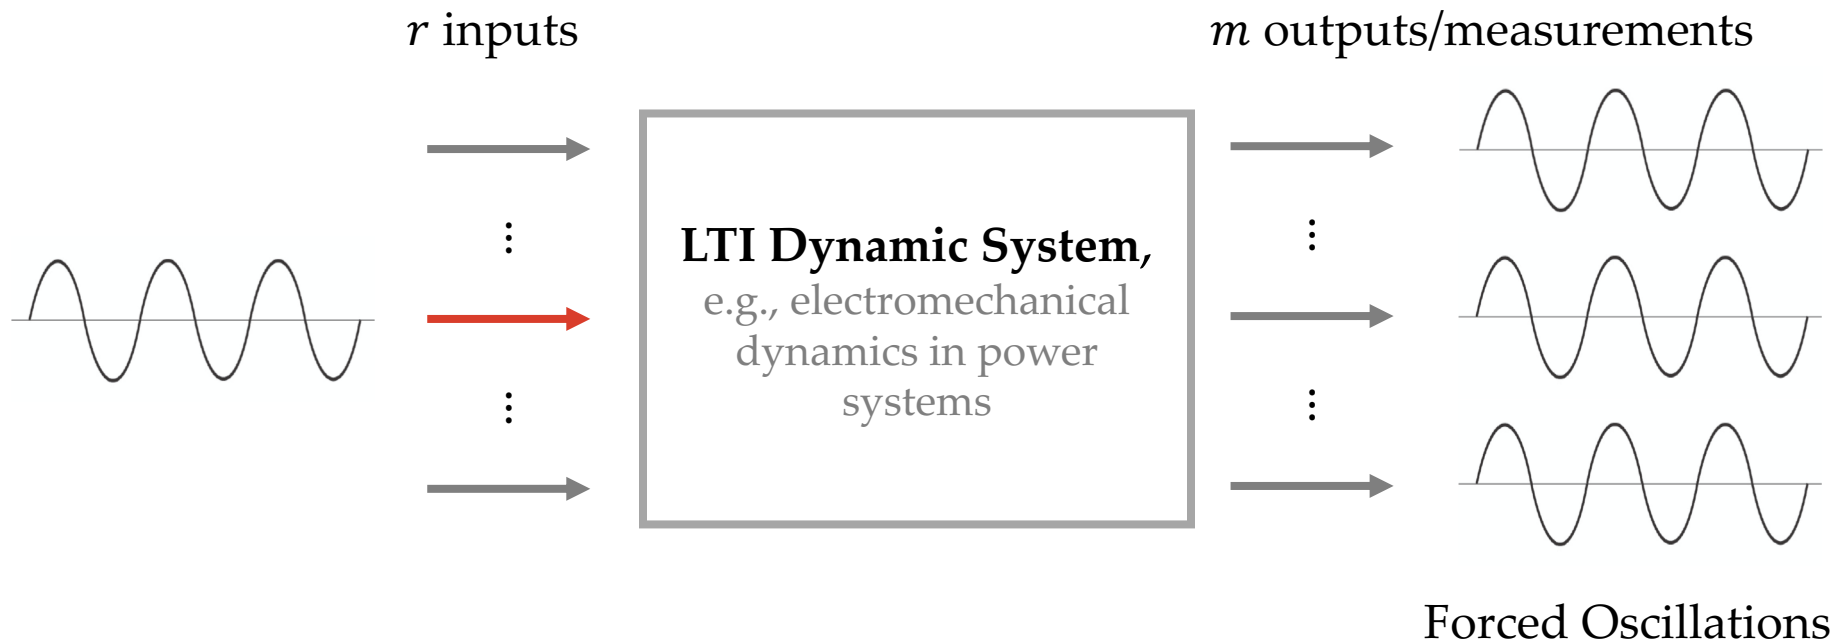 r inputs
m outputs/measurements
LTI Dynamic System,
e.g., electromechanical
dynamics in power
systems
Forced Oscillations